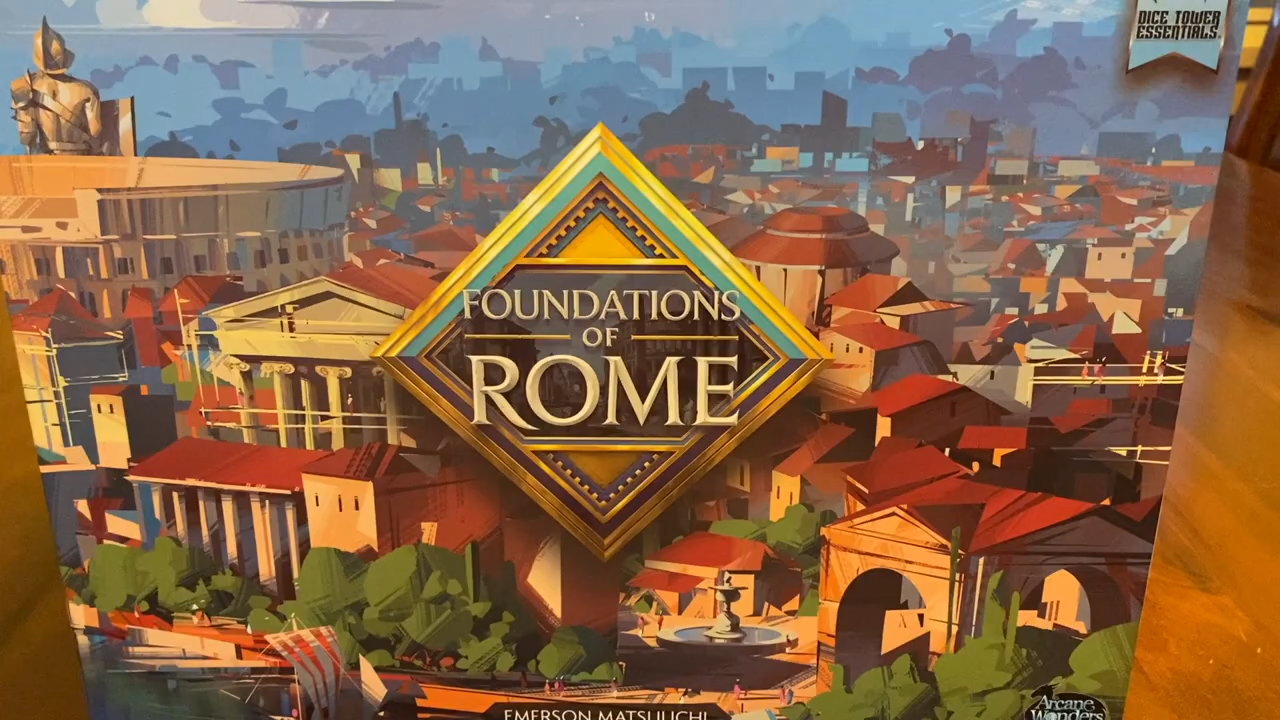 DICE TOWER
ESSENTIALS
FOUNDATIONS
OF
ROME
EMERSON MATSUUCHI
Arcane
Wonders